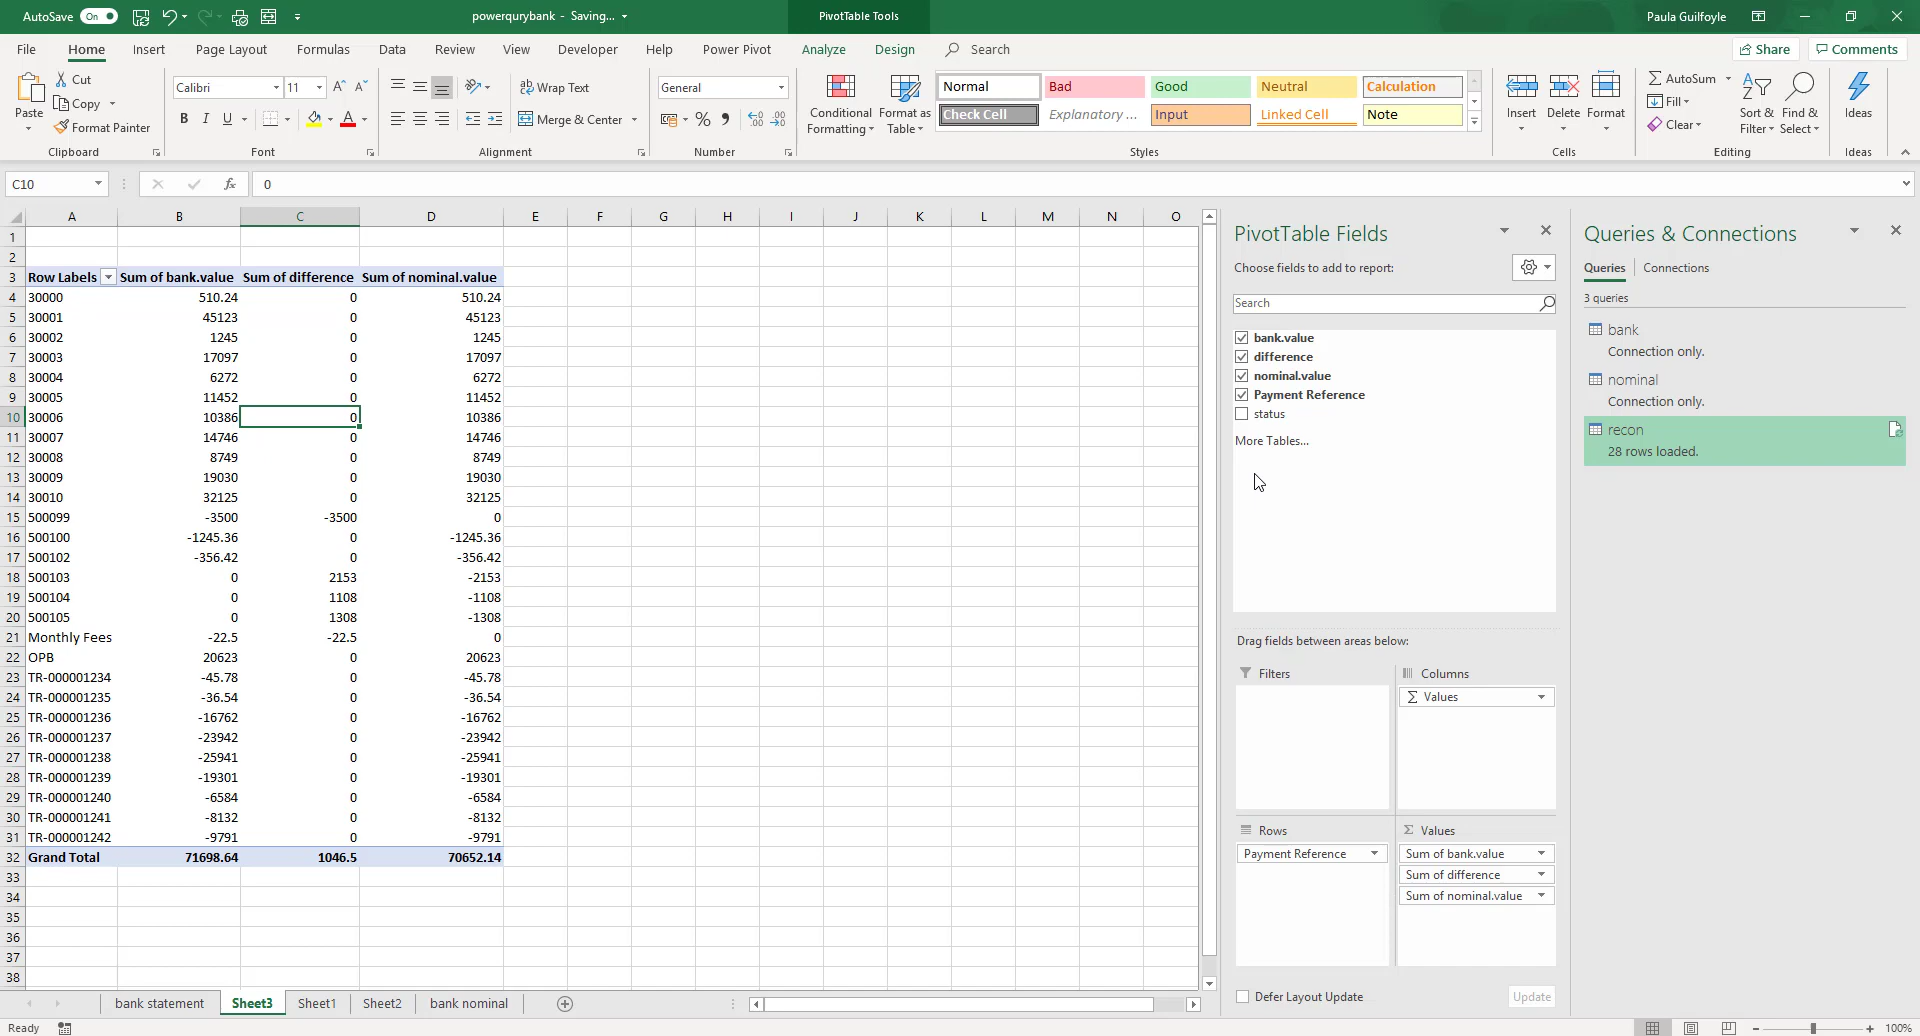 AutoSave On powerqurybank - Saving... PivotTable Tools Paula Guilfoyle
File Home Insert Page Layout Formulas Data Review View Developer Help Power Pivot Analyze Design Search Share Comments
Paste Cut Copy Format Painter
Clipboard
Calibri 11
B I U A
Font
Wrap Text
Merge & Center
Alignment
General
% 9
Number
Conditional Formatting
Format as Table
Normal Bad Good Neutral Calculation
Check Cell Explanatory ... Input Linked Cell Note
Styles
Insert Delete Format
Cells
AutoSum
Fill
Clear
Sort & Filter
Find & Select
Editing
Ideas
Ideas
C10 fx 0
A B C D E F G H I J K L M N O
1
2
3 Row Labels Sum of bank.value Sum of difference Sum of nominal.value
4 30000 510.24 0 510.24
5 30001 45123 0 45123
6 30002 1245 0 1245
7 30003 17097 0 17097
8 30004 6272 0 6272
9 30005 11452 0 11452
10 30006 10386 0 10386
11 30007 14746 0 14746
12 30008 8749 0 8749
13 30009 19030 0 19030
14 30010 32125 0 32125
15 500099 -3500 -3500 0
16 500100 -1245.36 0 -1245.36
17 500102 -356.42 0 -356.42
18 500103 0 2153 -2153
19 500104 0 1108 -1108
20 500105 0 1308 -1308
21 Monthly Fees -22.5 -22.5 0
22 OPB 20623 0 20623
23 TR-000001234 -45.78 0 -45.78
24 TR-000001235 -36.54 0 -36.54
25 TR-000001236 -16762 0 -16762
26 TR-000001237 -23942 0 -23942
27 TR-000001238 -25941 0 -25941
28 TR-000001239 -19301 0 -19301
29 TR-000001240 -6584 0 -6584
30 TR-000001241 -8132 0 -8132
31 TR-000001242 -9791 0 -9791
32 Grand Total 71698.64 1046.5 70652.14
33
34
35
36
37
38
PivotTable Fields
Choose fields to add to report:
Search
bank.value
difference
nominal.value
Payment Reference
status
More Tables...
Drag fields between areas below:
Filters
Columns
Σ Values
Rows
Payment Reference
Σ Values
Sum of bank.value
Sum of difference
Sum of nominal.value
Defer Layout Update Update
Queries & Connections
Queries Connections
3 queries
bank
Connection only.
nominal
Connection only.
recon
28 rows loaded.
bank statement Sheet3 Sheet1 Sheet2 bank nominal
Ready 100%